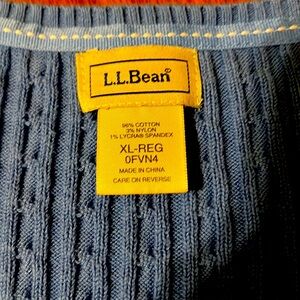 L.L.Bean®
96% COTTON
3% NYLON
1% LYCRA® SPANDEX
XL-REG
0FVN4
MADE IN CHINA
CARE ON REVERSE